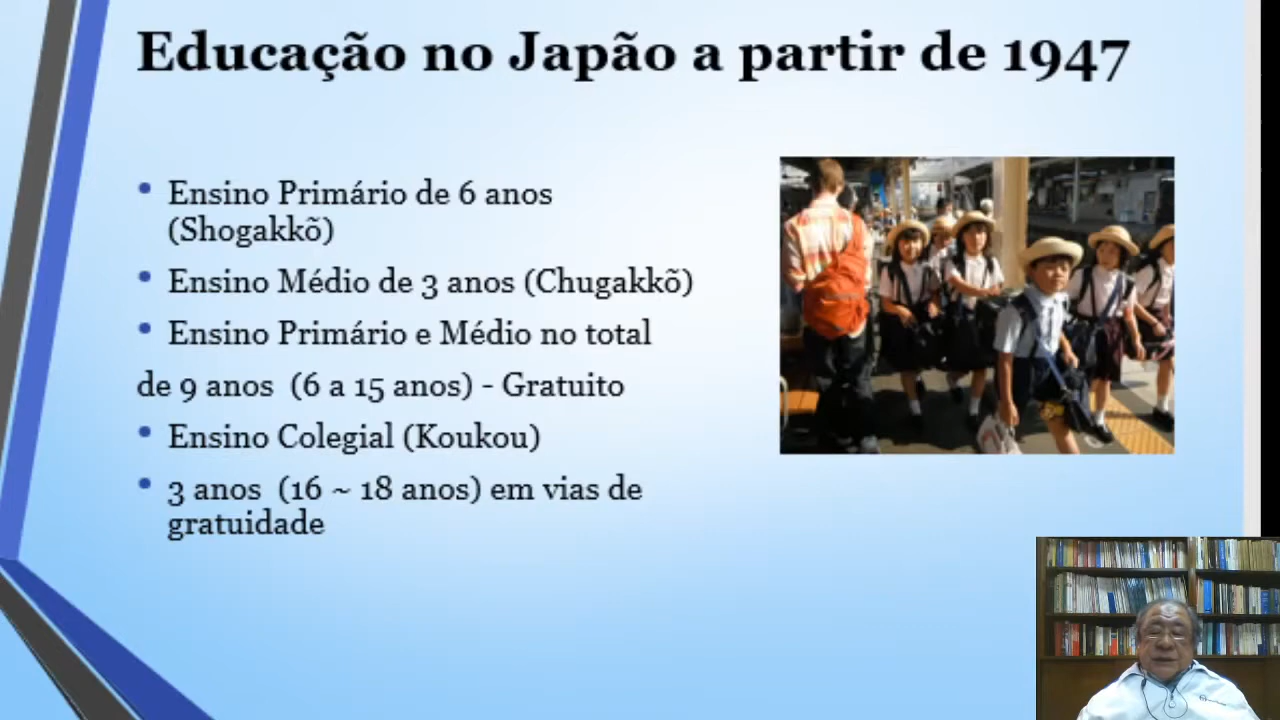 Educação no Japão a partir de 1947
• Ensino Primário de 6 anos
(Shogakkõ)
• Ensino Médio de 3 anos (Chugakkõ)
• Ensino Primário e Médio no total
de 9 anos (6 a 15 anos) - Gratuito
• Ensino Colegial (Koukou)
• 3 anos (16 ~ 18 anos) em vias de
gratuidade